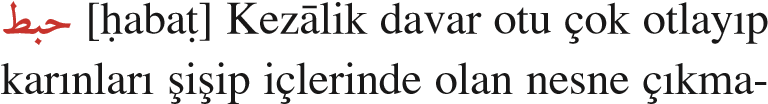 حبط [ḥabaṭ] Kezālik davar otu çok otlayıp
karınları şişip içlerinde olan nesne çıkma-